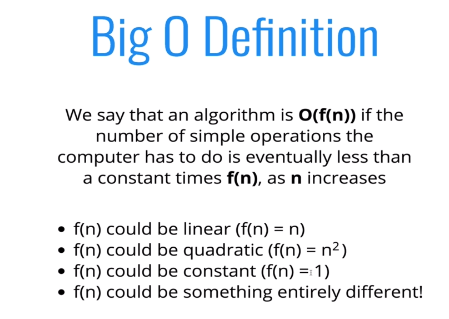 Big O Definition
We say that an algorithm is O(f(n)) if the
number of simple operations the
computer has to do is eventually less than
a constant times f(n), as n increases
• f(n) could be linear (f(n) = n)
• f(n) could be quadratic (f(n) = n²)
• f(n) could be constant (f(n) = 1)
• f(n) could be something entirely different!